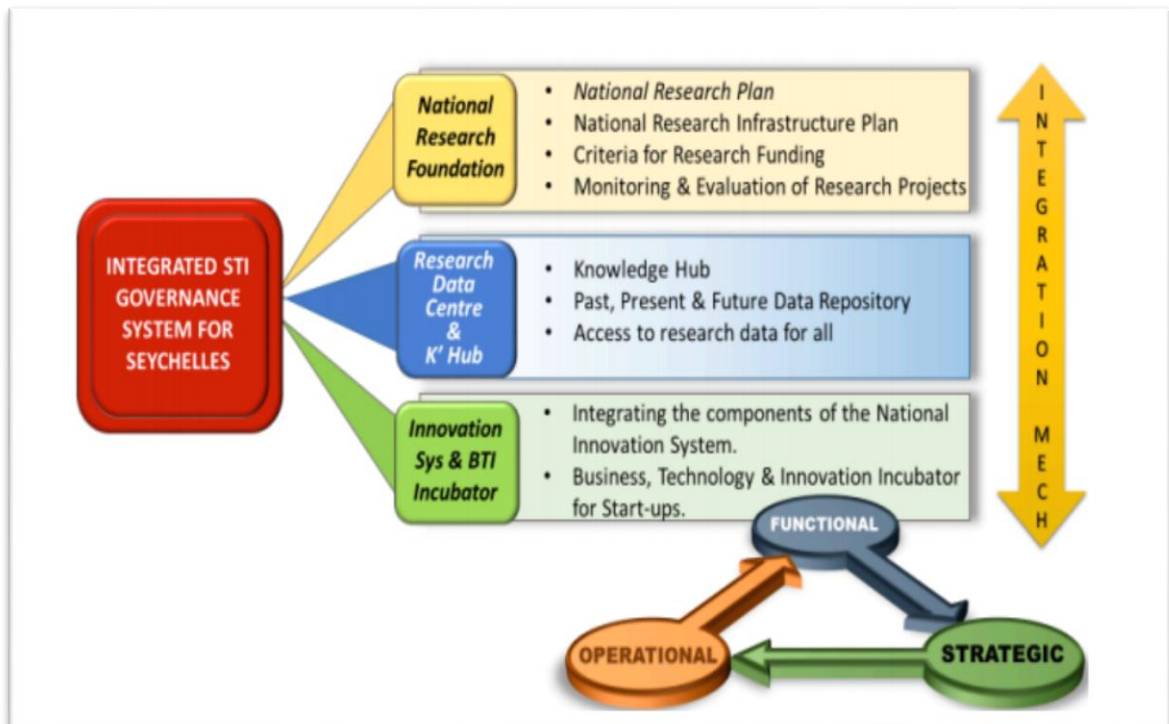 INTEGRATED STI
GOVERNANCE
SYSTEM FOR
SEYCHELLES
National
Research
Foundation
• National Research Plan
• National Research Infrastructure Plan
• Criteria for Research Funding
• Monitoring & Evaluation of Research Projects
Research
Data
Centre
&
K' Hub
• Knowledge Hub
• Past, Present & Future Data Repository
• Access to research data for all
Innovation
Sys & BTI
Incubator
• Integrating the components of the National
Innovation System.
• Business, Technology & Innovation Incubator
for Start-ups.
INTEGRATION MECH
FUNCTIONAL
OPERATIONAL
STRATEGIC